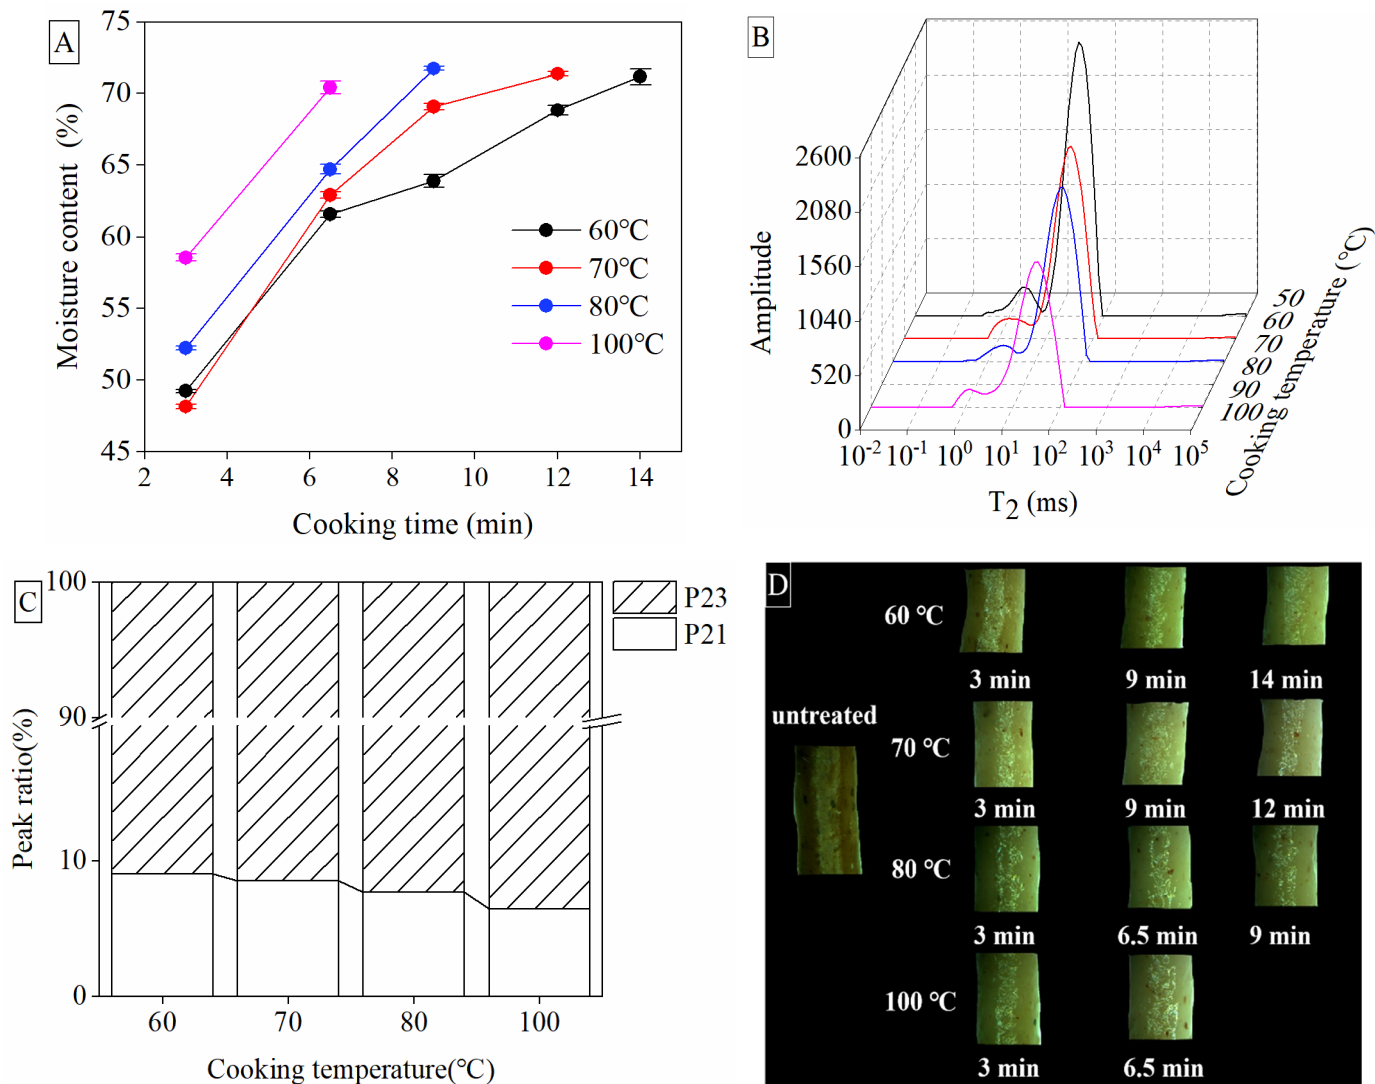 A
75
70
65
60
55
50
45
2 4 6 8 10 12 14
Moisture content (%)
Cooking time (min)
60℃
70℃
80℃
100℃
B
2600
2080
1560
1040
520
0
Amplitude
10-2 10-1 100 101 102 103 104 105
T2 (ms)
50
60
70
80
90
100
Cooking temperature (°C)
C
100
90
10
0
Peak ratio(%)
60 70 80 100
Cooking temperature(℃)
P23
P21
D
60 ℃
3 min 9 min 14 min
untreated
70 ℃
3 min 9 min 12 min
80 ℃
3 min 6.5 min 9 min
100 ℃
3 min 6.5 min